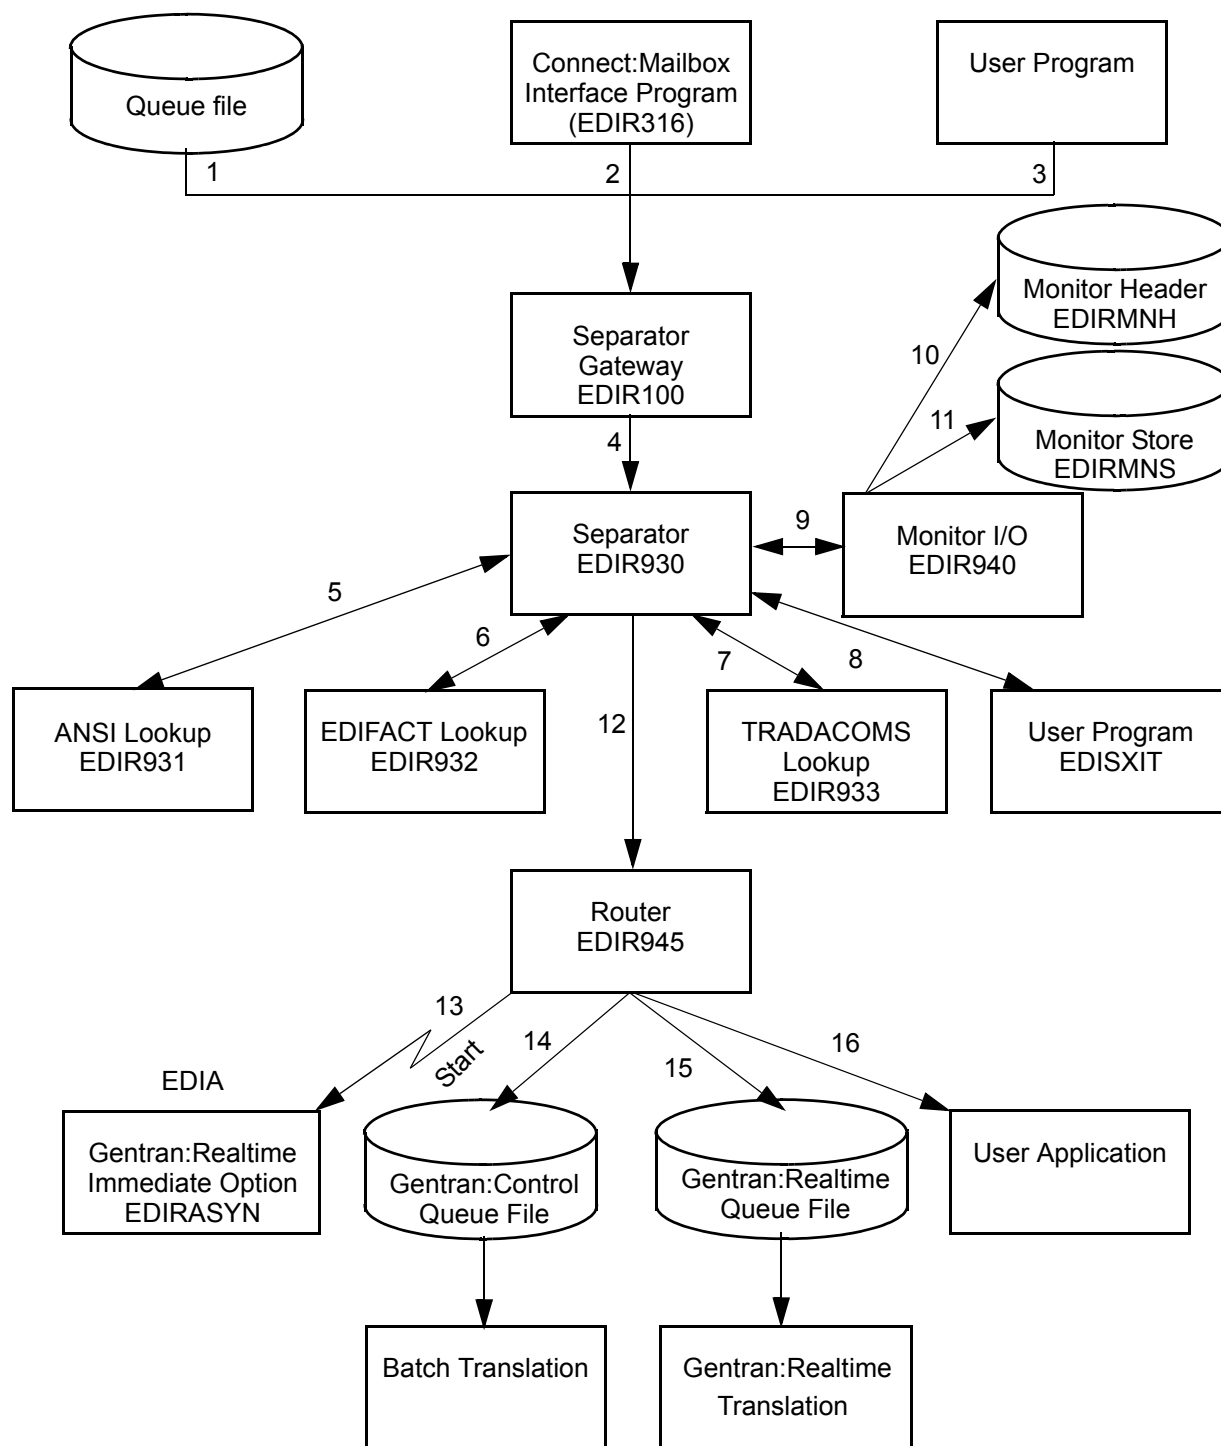 Queue file
Connect:Mailbox
Interface Program
(EDIR316)
User Program
1
2
3
Monitor Header
EDIRMNH
Separator
Gateway
EDIR100
10
11
Monitor Store
EDIRMNS
4
Separator
EDIR930
9
Monitor I/O
EDIR940
5
6
7
8
ANSI Lookup
EDIR931
EDIFACT Lookup
EDIR932
12
TRADACOMS
Lookup
EDIR933
User Program
EDISXIT
Router
EDIR945
13
Start
14
15
16
EDIA
Gentran:Realtime
Immediate Option
EDIRASYN
Gentran:Control
Queue File
Gentran:Realtime
Queue File
User Application
Batch Translation
Gentran:Realtime
Translation